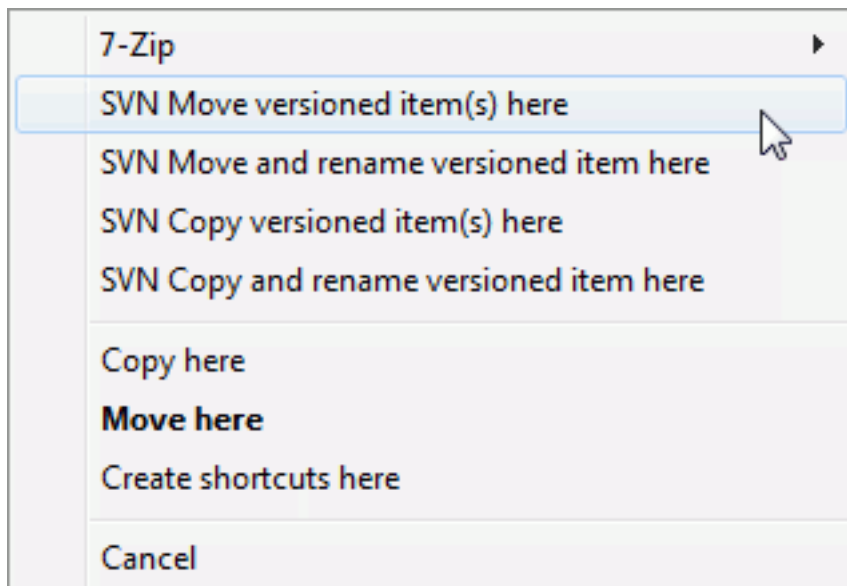 7-Zip
SVN Move versioned item(s) here
SVN Move and rename versioned item here
SVN Copy versioned item(s) here
SVN Copy and rename versioned item here
Copy here
Move here
Create shortcuts here
Cancel